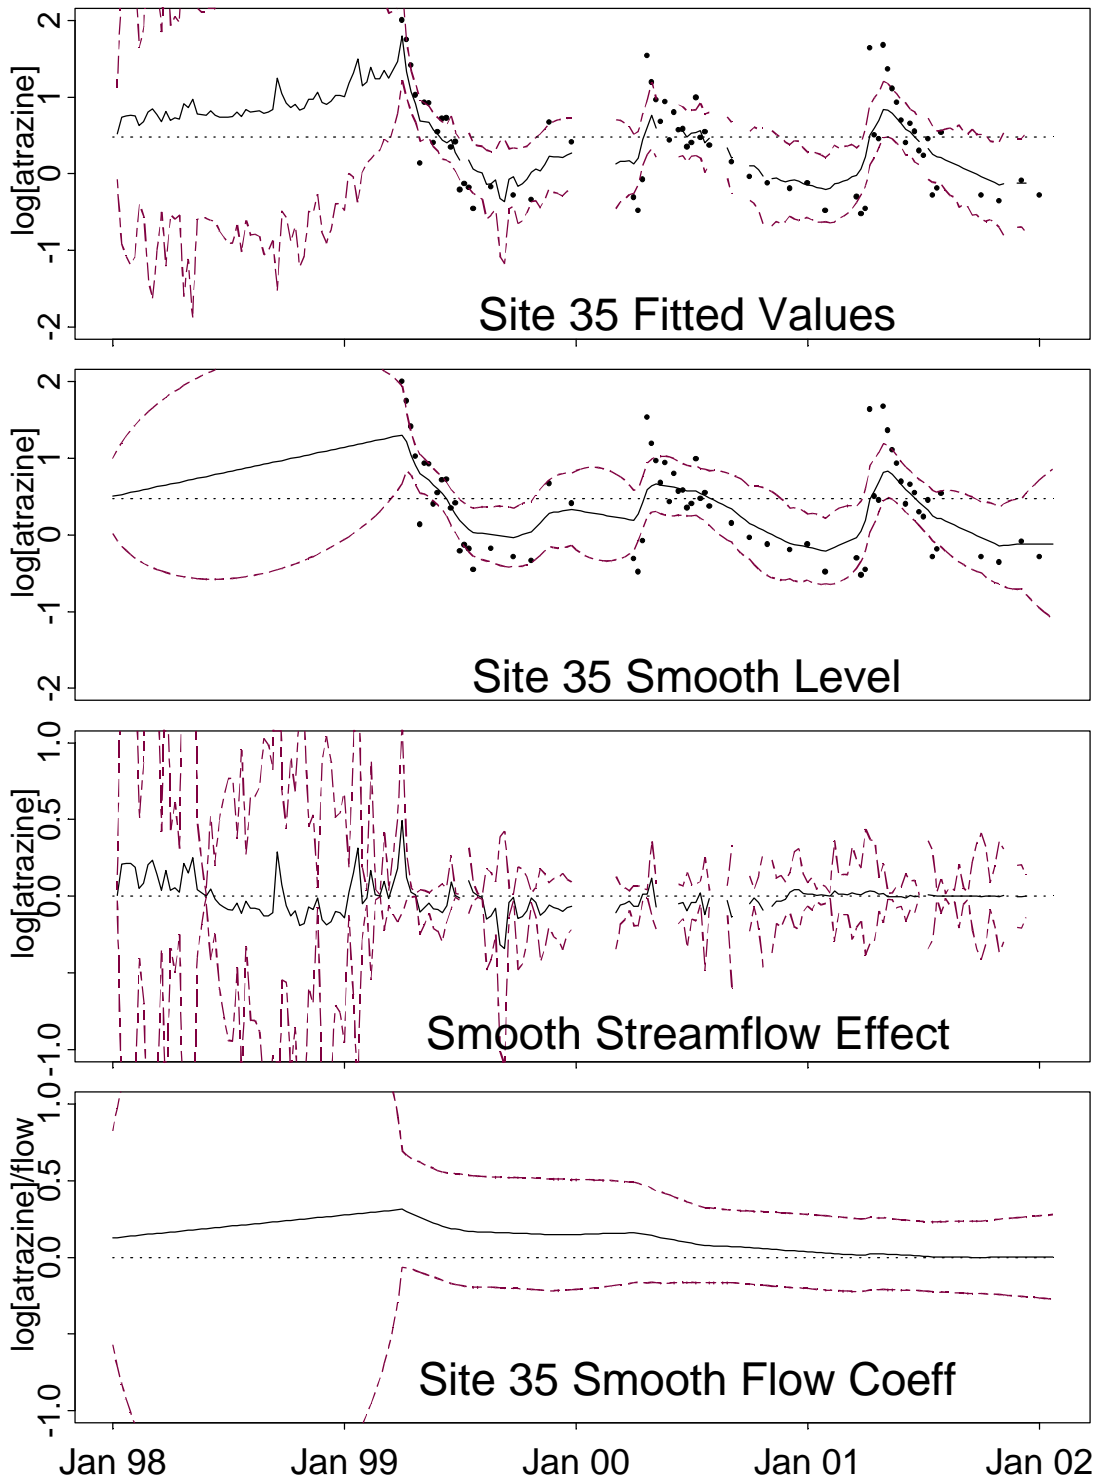 2
1
0
-1
-2
log[atrazine]
Site 35 Fitted Values
2
1
0
-1
-2
log[atrazine]
Site 35 Smooth Level
1.0
0.5
0.0
-1.0
log[atrazine]
Smooth Streamflow Effect
1.0
0.5
0.0
-1.0
log[atrazine]/flow
Site 35 Smooth Flow Coeff
Jan 98 Jan 99 Jan 00 Jan 01 Jan 02